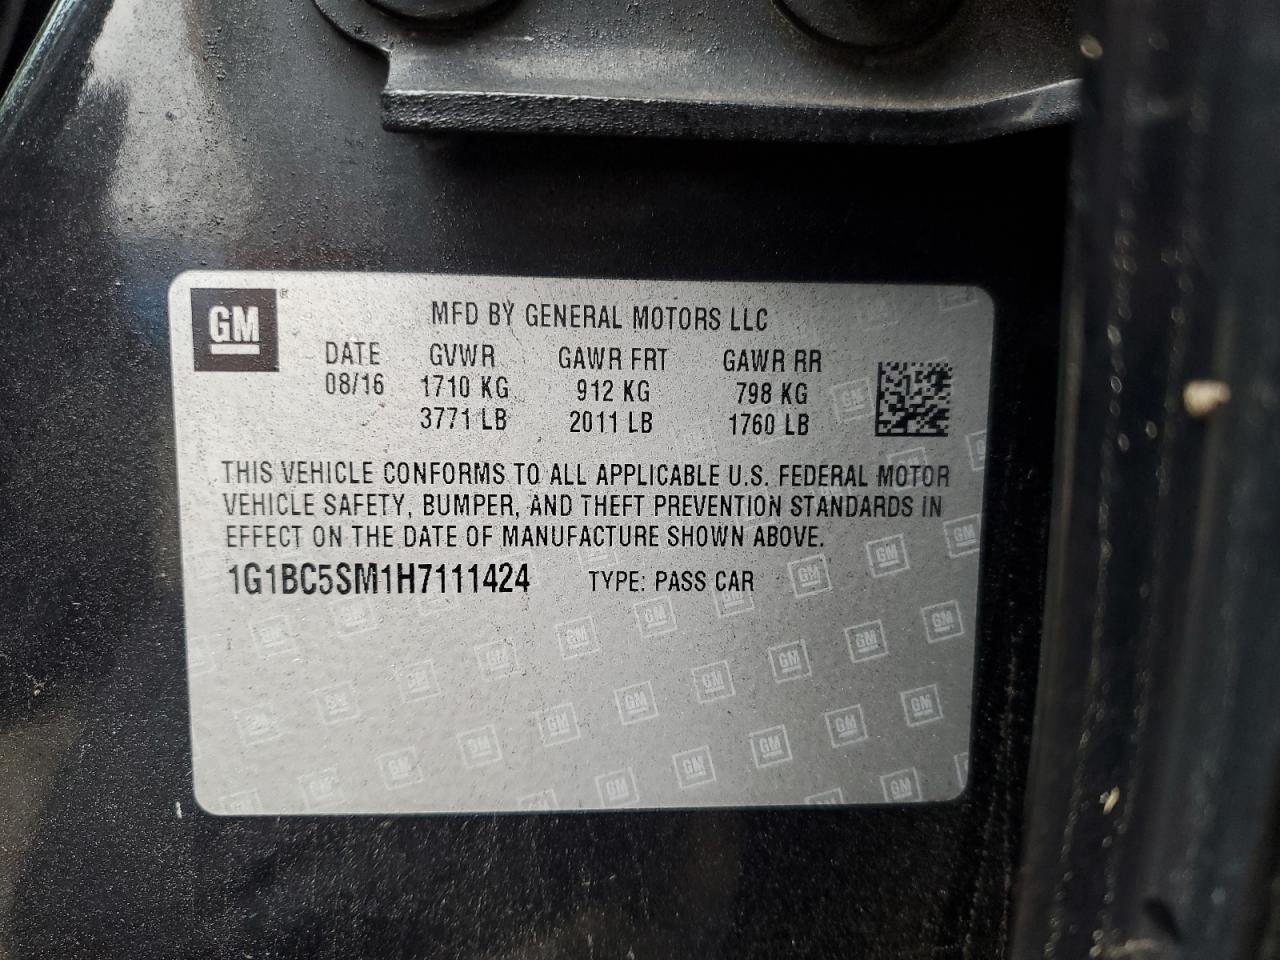 GM
MFD BY GENERAL MOTORS LLC
DATE GVWR GAWR FRT GAWR RR
08/16 1710 KG 912 KG 798 KG
3771 LB 2011 LB 1760 LB
THIS VEHICLE CONFORMS TO ALL APPLICABLE U.S. FEDERAL MOTOR
VEHICLE SAFETY, BUMPER, AND THEFT PREVENTION STANDARDS IN
EFFECT ON THE DATE OF MANUFACTURE SHOWN ABOVE.
1G1BC5SM1H7111424 TYPE: PASS CAR